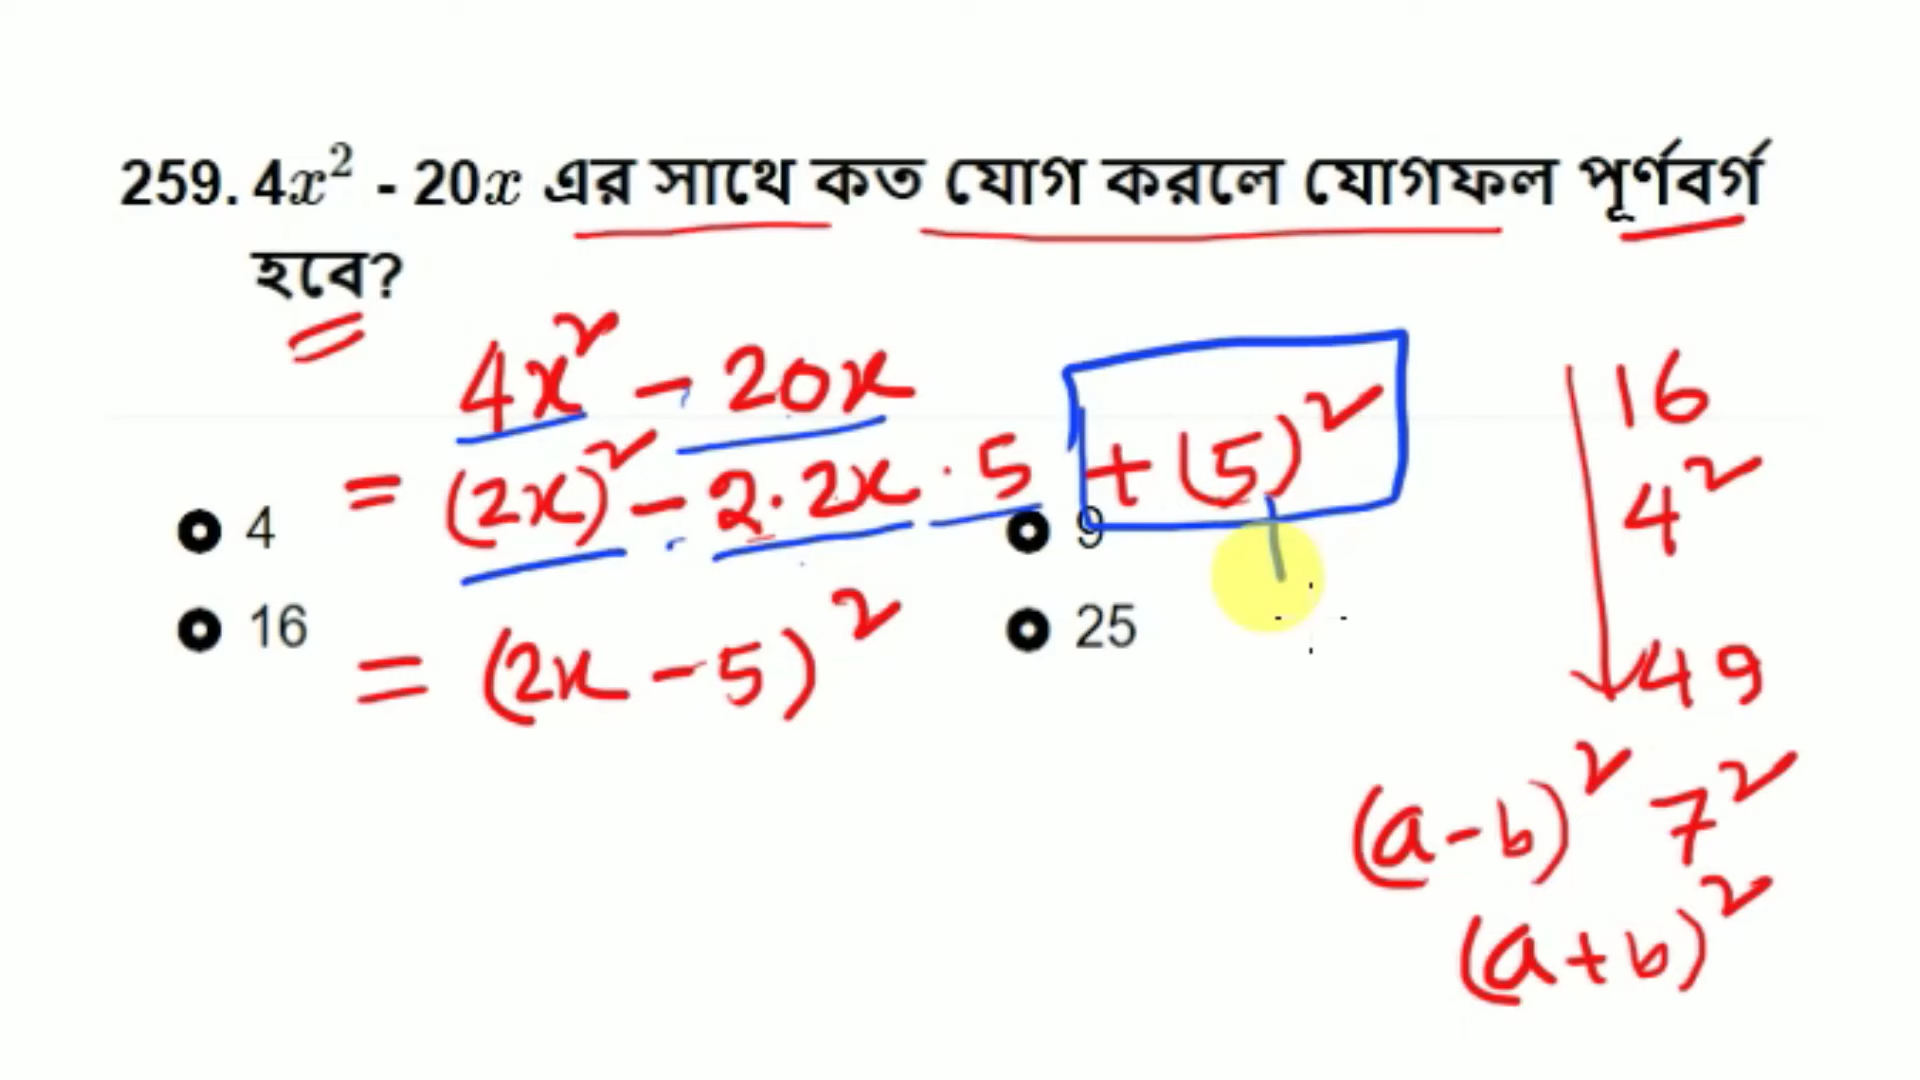 259. 4x² - 20x এর সাথে কত যোগ করলে যোগফল পূর্ণবর্গ
হবে?
4x² - 20x
= (2x)² - 2·2x·5 + (5)²
4
9
16
25
= (2x - 5)²
16
4²
49
7²
(a-b)²
(a+b)²